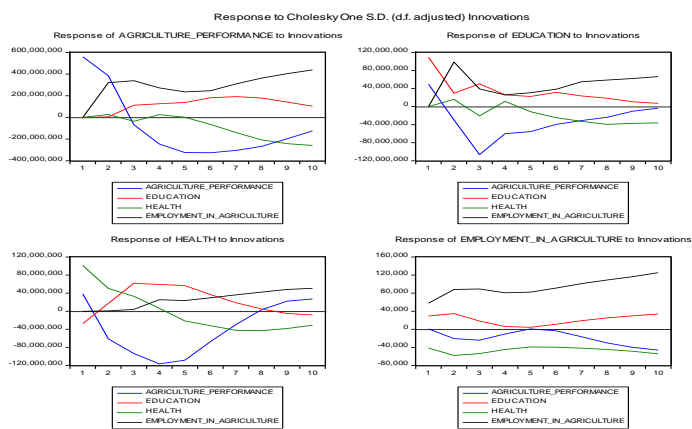 Response to Cholesky One S.D. (d.f. adjusted) Innovations
Response of AGRICULTURE_PERFORMANCE to Innovations
600,000,000
400,000,000
200,000,000
0
-200,000,000
-400,000,000
1 2 3 4 5 6 7 8 9 10
AGRICULTURE_PERFORMANCE
EDUCATION
HEALTH
EMPLOYMENT_IN_AGRICULTURE
Response of EDUCATION to Innovations
120,000,000
80,000,000
40,000,000
0
-40,000,000
-80,000,000
-120,000,000
1 2 3 4 5 6 7 8 9 10
AGRICULTURE_PERFORMANCE
EDUCATION
HEALTH
EMPLOYMENT_IN_AGRICULTURE
Response of HEALTH to Innovations
120,000,000
80,000,000
40,000,000
0
-40,000,000
-80,000,000
-120,000,000
1 2 3 4 5 6 7 8 9 10
AGRICULTURE_PERFORMANCE
EDUCATION
HEALTH
EMPLOYMENT_IN_AGRICULTURE
Response of EMPLOYMENT_IN_AGRICULTURE to Innovations
160,000
120,000
80,000
40,000
0
-40,000
-80,000
1 2 3 4 5 6 7 8 9 10
AGRICULTURE_PERFORMANCE
EDUCATION
HEALTH
EMPLOYMENT_IN_AGRICULTURE